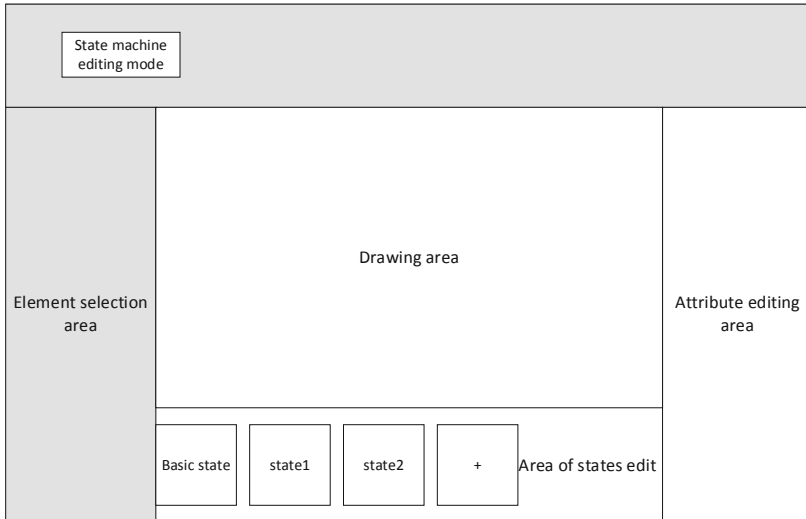 State machine
editing mode
Drawing area
Element selection
area
Attribute editing
area
Basic state
state1
state2
+
Area of states edit